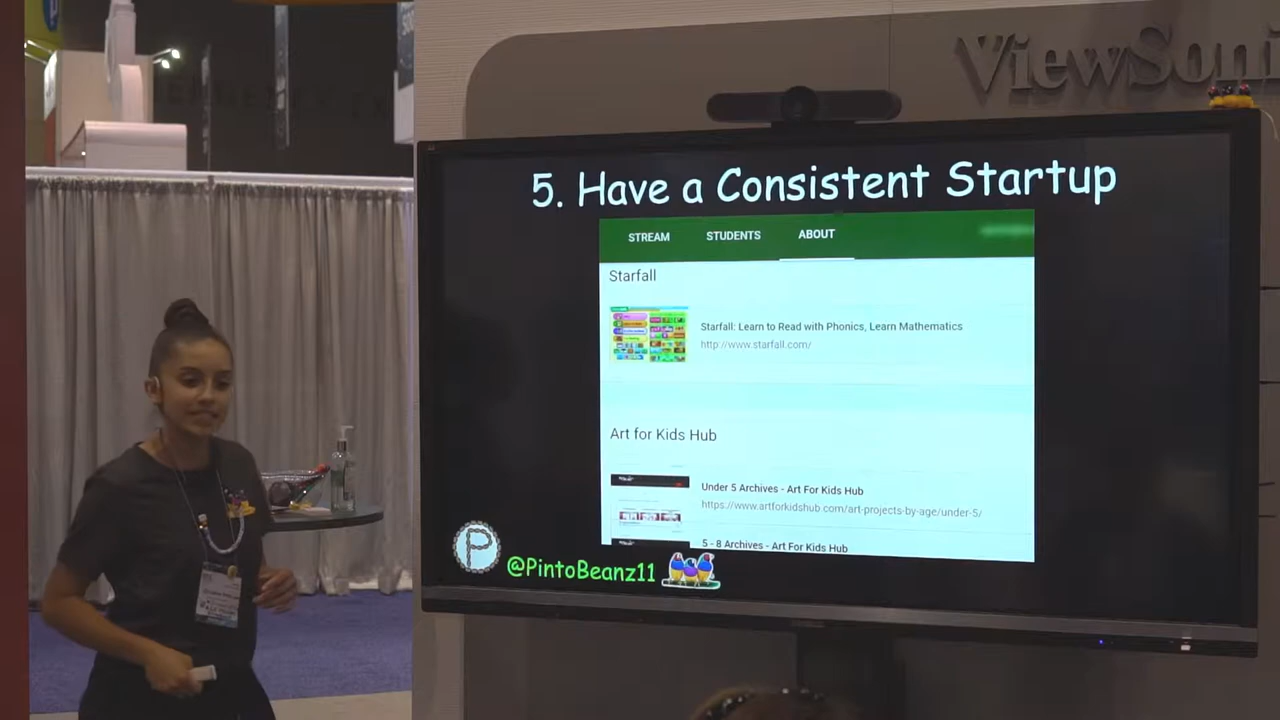 ViewSoni
5. Have a Consistent Startup
STREAM STUDENTS ABOUT
Starfall
Starfall: Learn to Read with Phonics, Learn Mathematics
http://www.starfall.com/
Art for Kids Hub
Under 5 Archives - Art For Kids Hub
https://www.artforkidshub.com/art-projects-by-age/under-5/
5 - 8 Archives - Art For Kids Hub
P
@PintoBeanz11